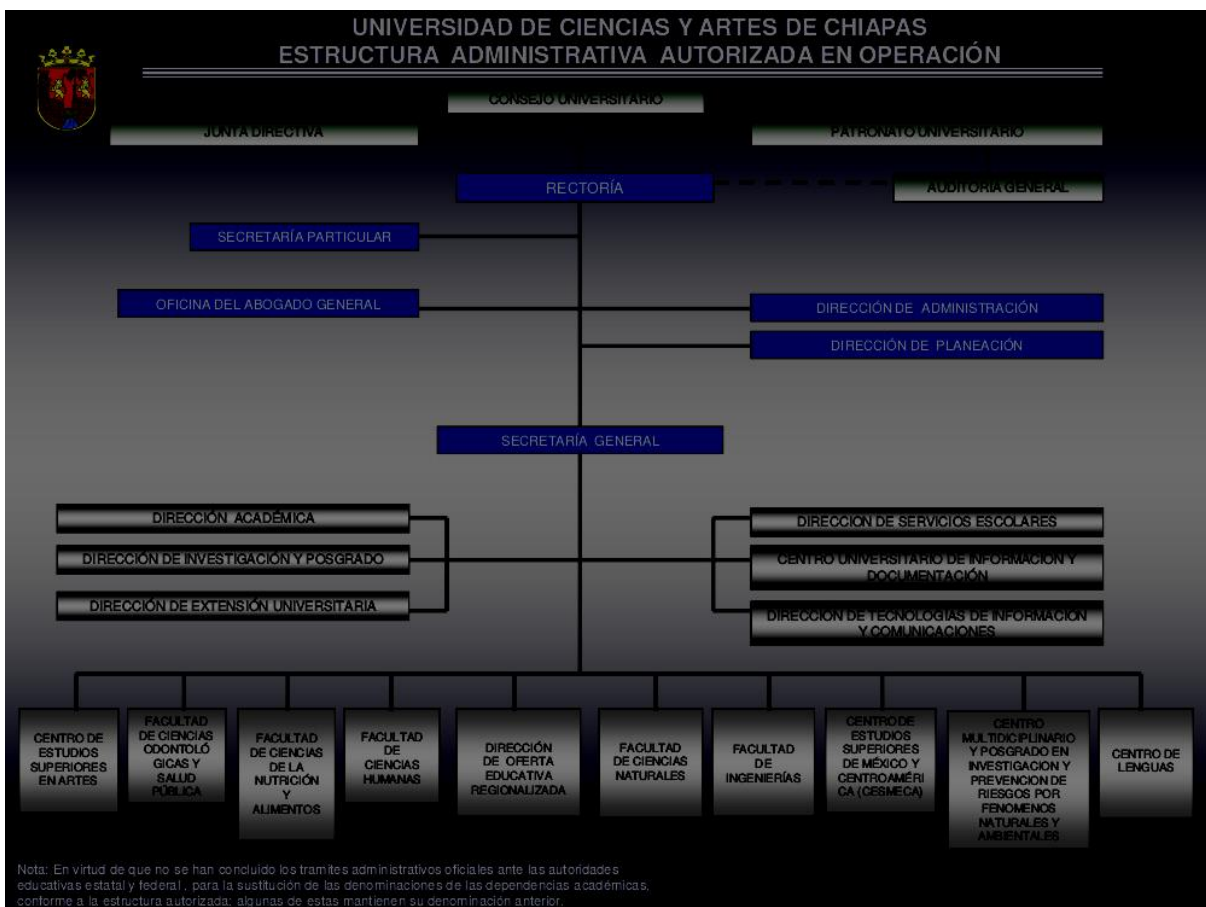 UNIVERSIDAD DE CIENCIAS Y ARTES DE CHIAPAS
ESTRUCTURA ADMINISTRATIVA AUTORIZADA EN OPERACIÓN
CONSEJO UNIVERSITARIO
JUNTA DIRECTIVA
PATRONATO UNIVERSITARIO
RECTORÍA
AUDITORÍA GENERAL
SECRETARÍA PARTICULAR
OFICINA DEL ABOGADO GENERAL
DIRECCIÓN DE ADMINISTRACIÓN
DIRECCIÓN DE PLANEACIÓN
SECRETARÍA GENERAL
DIRECCIÓN ACADÉMICA
DIRECCIÓN DE INVESTIGACIÓN Y POSGRADO
DIRECCIÓN DE EXTENSIÓN UNIVERSITARIA
DIRECCION DE SERVICIOS ESCOLARES
CENTRO UNIVERSITARIO DE INFORMACION Y
DOCUMENTACIÓN
DIRECCION DE TECNOLOGIAS DE INFORMACION
Y COMUNICACIONES
CENTRO DE
ESTUDIOS
SUPERIORES
EN ARTES
FACULTAD
DE CIENCIAS
ODONTOLÓ
GICAS Y
SALUD
PÚBLICA
FACULTAD
DE CIENCIAS
DE LA
NUTRICIÓN
Y
ALIMENTOS
FACULTAD
DE
CIENCIAS
HUMANAS
DIRECCIÓN
DE OFERTA
EDUCATIVA
REGIONALIZADA
FACULTAD
DE CIENCIAS
NATURALES
FACULTAD
DE
INGENIERÍAS
CENTRO DE
ESTUDIOS
SUPERIORES
DE MÉXICO Y
CENTROAMÉRI
CA (CESMECA)
CENTRO
MULTIDICIPLINARIO
Y POSGRADO EN
INVESTIGACION Y
PREVENCION DE
RIESGOS POR
FENOMENOS
NATURALES Y
AMBIENTALES
CENTRO DE
LENGUAS
Nota: En virtud de que no se han concluido los tramites administrativos oficiales ante las autoridades
educativas estatal y federal , para la sustitución de las denominaciones de las dependencias académicas,
conforme a la estructura autorizada; algunas de estas mantienen su denominación anterior.